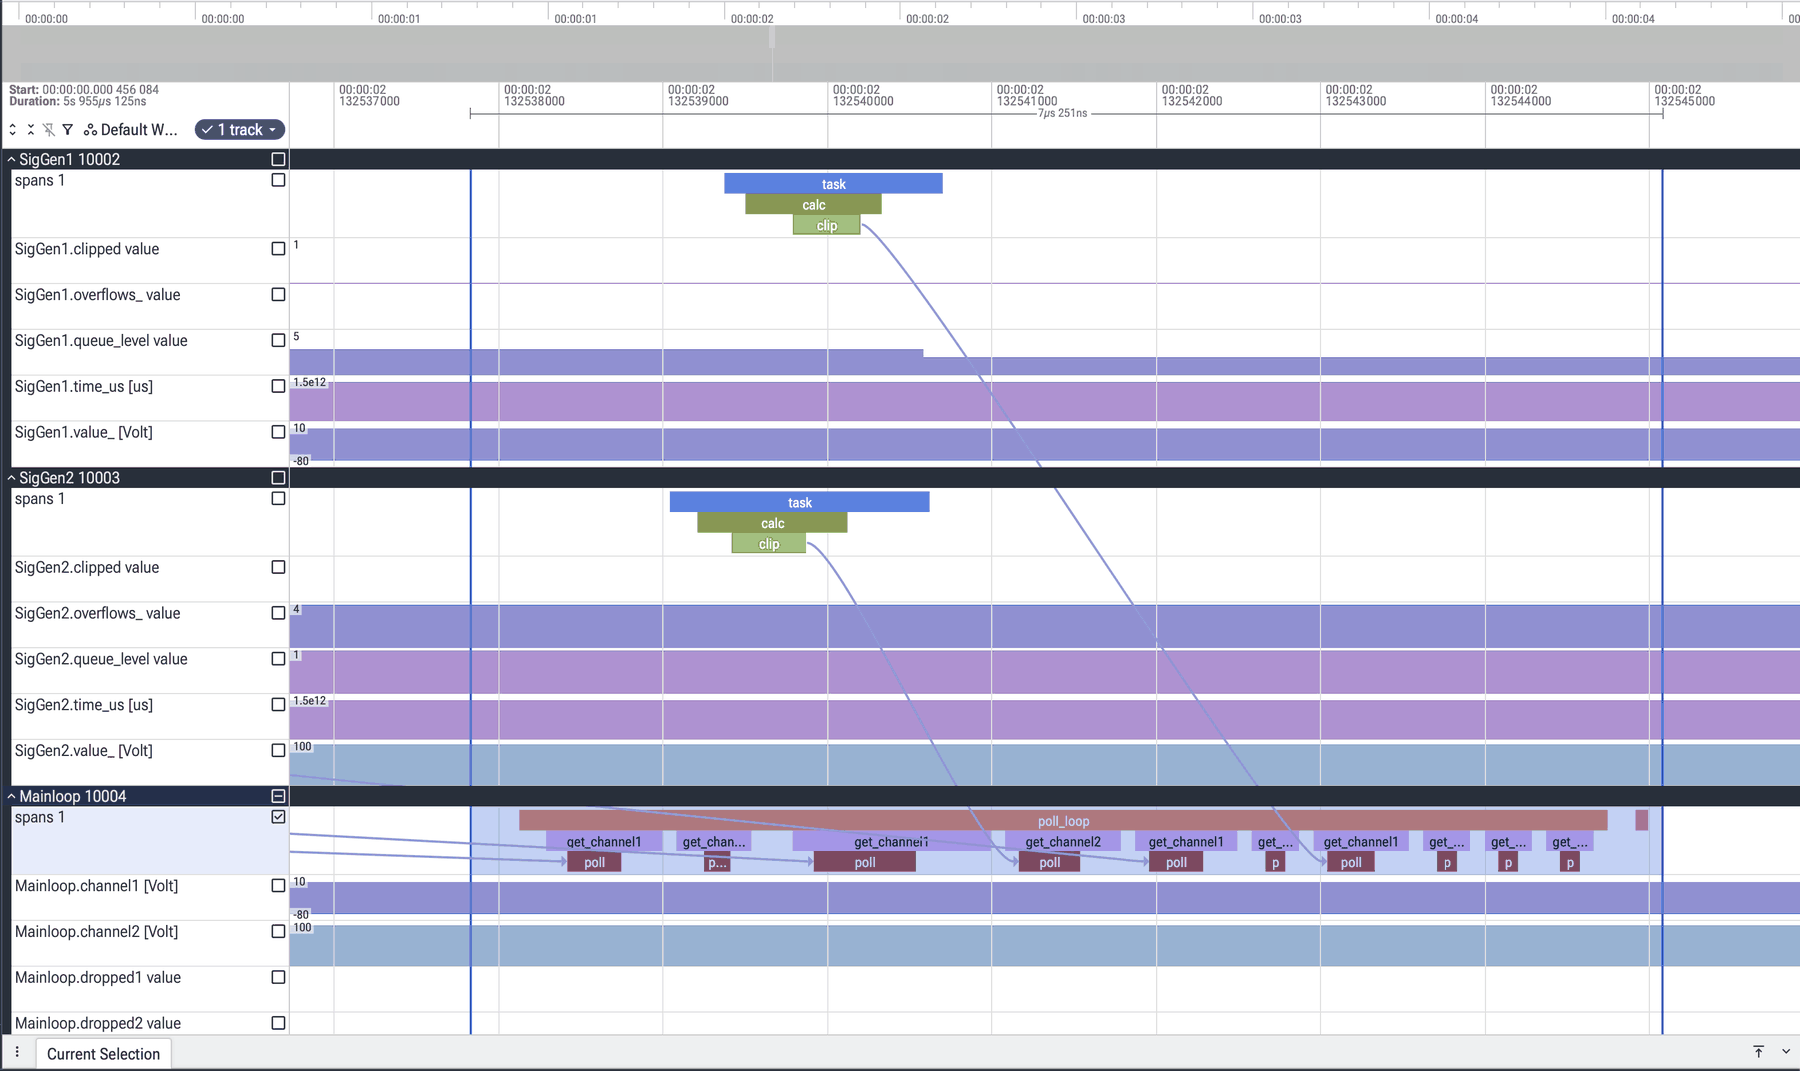 00:00:00 00:00:00 00:00:01 00:00:01 00:00:02 00:00:02 00:00:03 00:00:03 00:00:04 00:00:04 00
Start: 00:00:00.000 456 084
Duration: 5s 955µs 125ns
00:00:02 00:00:02 00:00:02 00:00:02 00:00:02 00:00:02 00:00:02 00:00:02 00:00:02
132537000 132538000 132539000 132540000 132541000 132542000 132543000 132544000 132545000
7µs 251ns
Default W...
1 track
SigGen1 10002
spans 1
task
calc
clip
SigGen1.clipped value
1
SigGen1.overflows_ value
SigGen1.queue_level value
5
SigGen1.time_us [us]
1.5e12
SigGen1.value_ [Volt]
10
-80
SigGen2 10003
spans 1
task
calc
clip
SigGen2.clipped value
SigGen2.overflows_ value
4
SigGen2.queue_level value
1
SigGen2.time_us [us]
1.5e12
SigGen2.value_ [Volt]
100
Mainloop 10004
spans 1
poll_loop
get_channel1 get_chan... get_channel1 get_channel2 get_channel1 get_... get_channel1 get_... get_... get_...
poll p... poll poll poll p poll p p p
Mainloop.channel1 [Volt]
10
-80
Mainloop.channel2 [Volt]
100
Mainloop.dropped1 value
Mainloop.dropped2 value
Current Selection